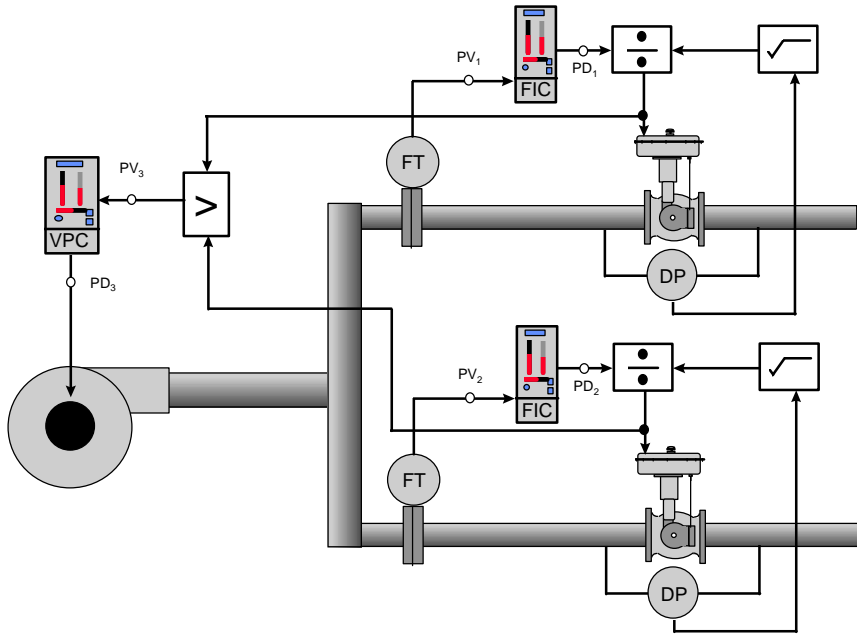 PV1
FIC
PD1
÷
√
FT
PV3
>
VPC
DP
PD3
PV2
FIC
PD2
÷
√
FT
DP